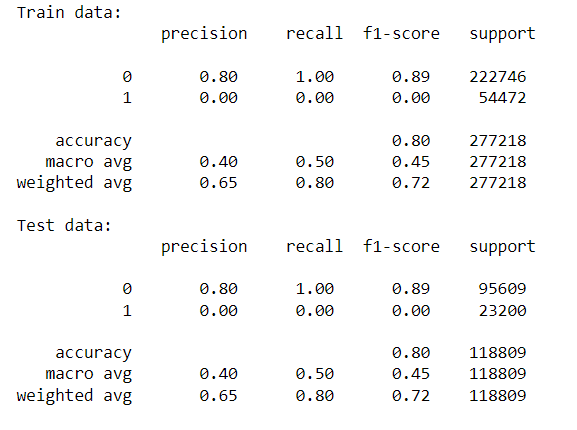 Train data:
precision recall f1-score support
0 0.80 1.00 0.89 222746
1 0.00 0.00 0.00 54472
accuracy 0.80 277218
macro avg 0.40 0.50 0.45 277218
weighted avg 0.65 0.80 0.72 277218
Test data:
precision recall f1-score support
0 0.80 1.00 0.89 95609
1 0.00 0.00 0.00 23200
accuracy 0.80 118809
macro avg 0.40 0.50 0.45 118809
weighted avg 0.65 0.80 0.72 118809